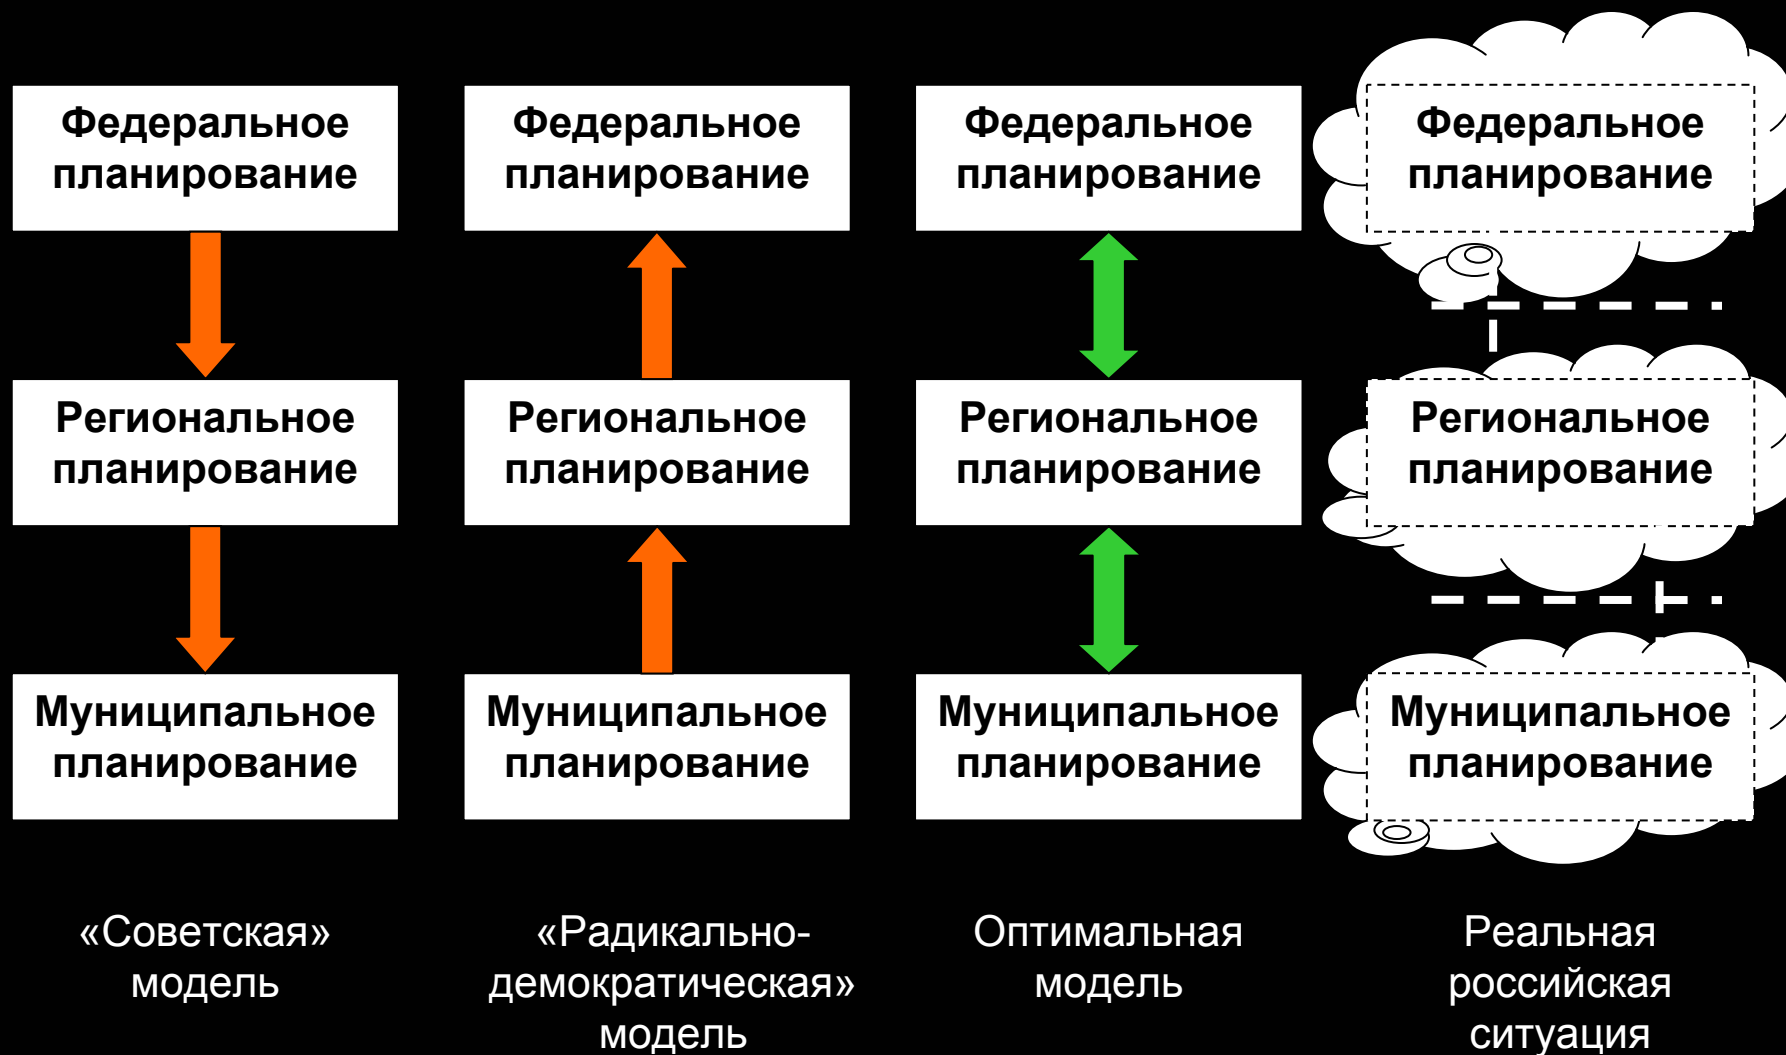 Федеральное
планирование
Федеральное
планирование
Федеральное
планирование
Федеральное
планирование
Региональное
планирование
Региональное
планирование
Региональное
планирование
Региональное
планирование
Муниципальное
планирование
Муниципальное
планирование
Муниципальное
планирование
Муниципальное
планирование
«Советская»
модель
«Радикально-
демократическая»
модель
Оптимальная
модель
Реальная
российская
ситуация